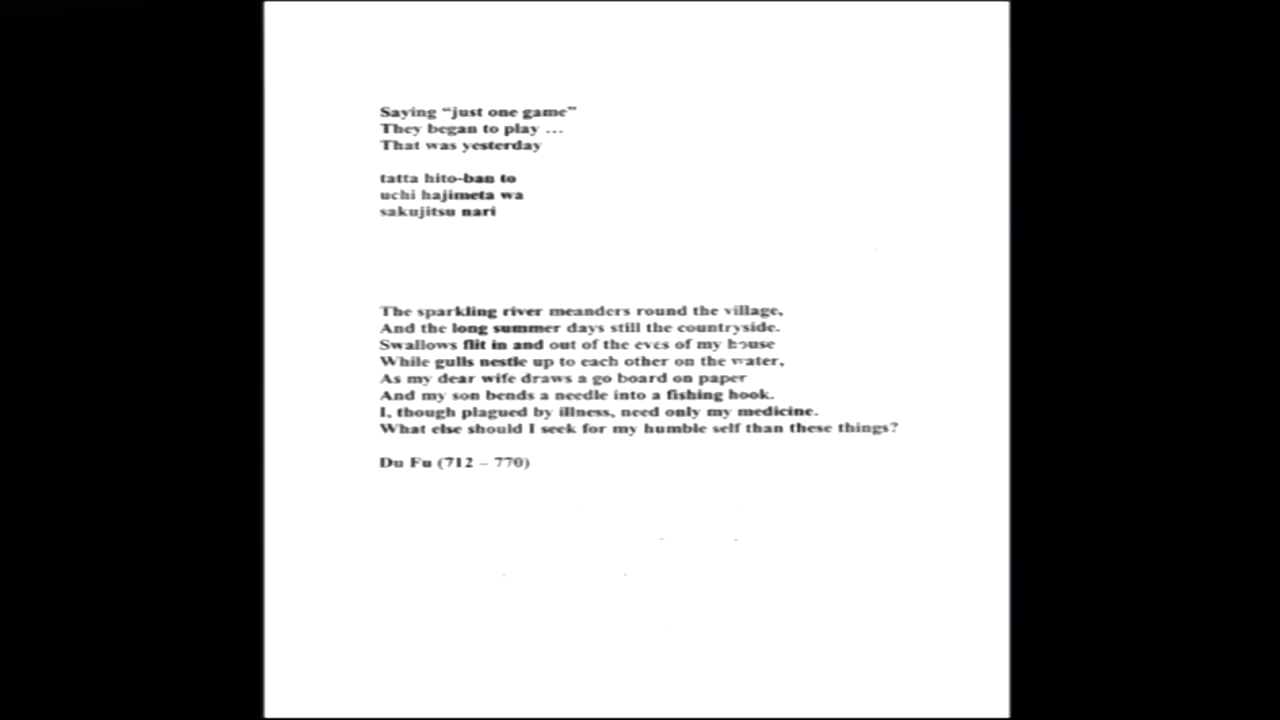 Saying “just one game”
They began to play …
That was yesterday
tatta hito-ban to
uchi hajimeta wa
sakujitsu nari
The sparkling river meanders round the village,
And the long summer days still the countryside.
Swallows flit in and out of the eves of my house
While gulls nestle up to each other on the water,
As my dear wife draws a go board on paper
And my son bends a needle into a fishing hook.
I, though plagued by illness, need only my medicine.
What else should I seek for my humble self than these things?
Du Fu (712 – 770)